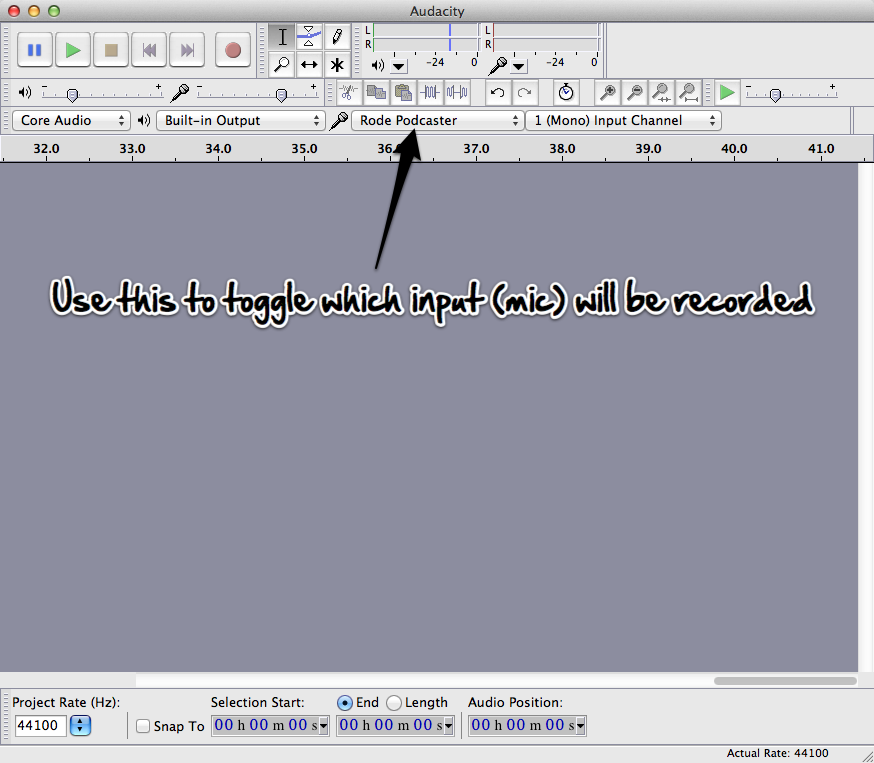 Audacity
L
R
-24 0
L
R
-24 0
- +
- +
- +
Core Audio
Built-in Output
Rode Podcaster
1 (Mono) Input Channel
32.0 33.0 34.0 35.0 36.0 37.0 38.0 39.0 40.0 41.0
Use this to toggle which input (mic) will be recorded
Project Rate (Hz):
44100
Snap To
Selection Start:
00 h 00 m 00 s
End
Length
00 h 00 m 00 s
Audio Position:
00 h 00 m 00 s
Actual Rate: 44100